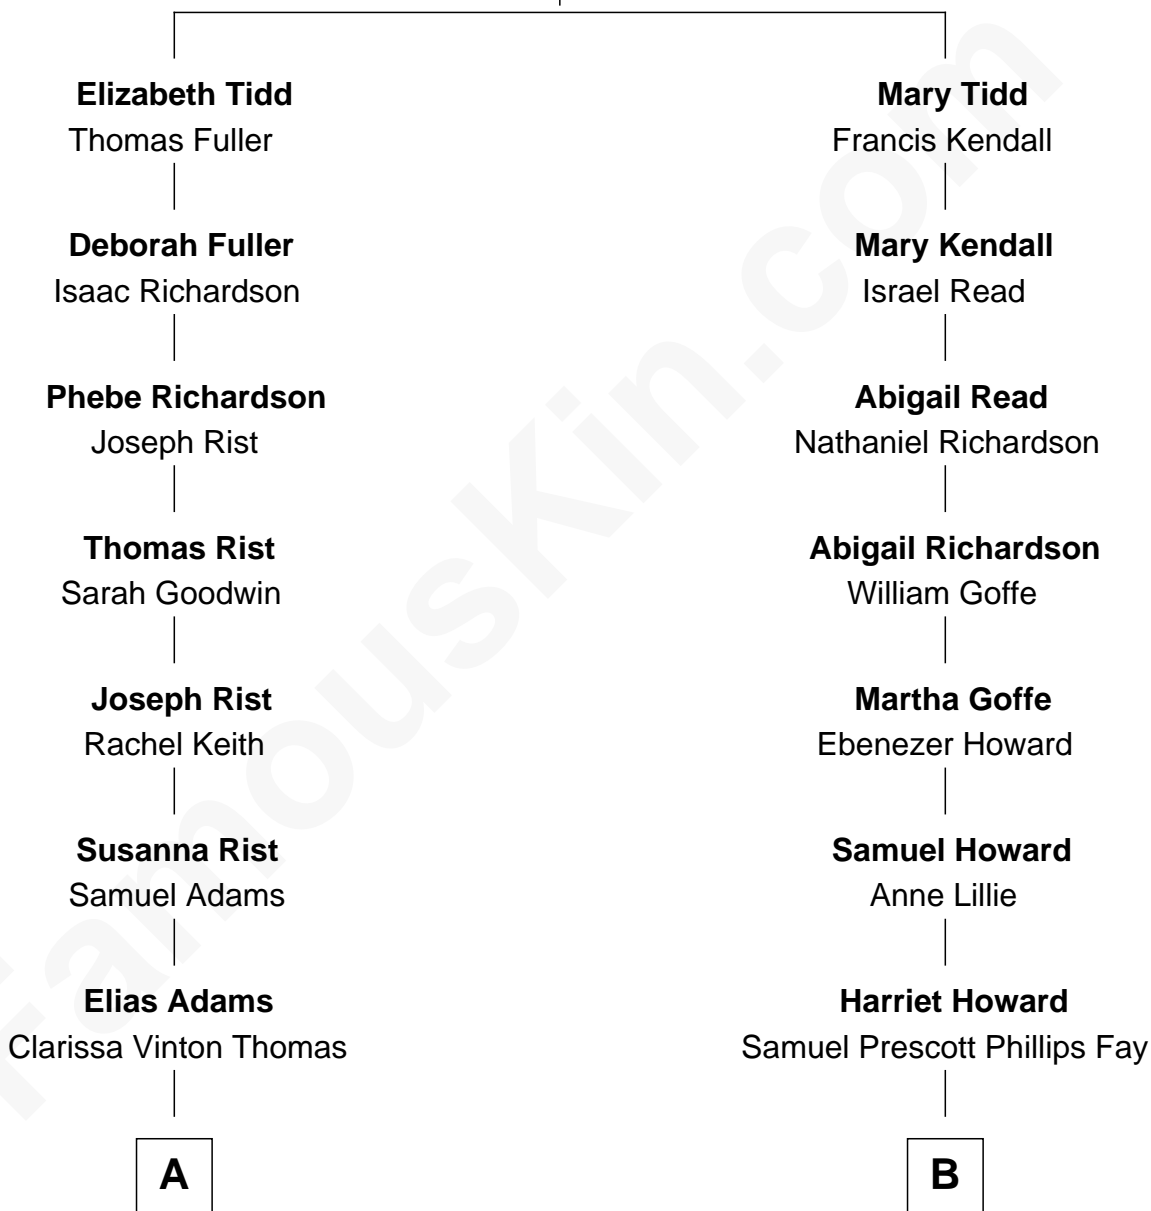 Elizabeth Tidd
Thomas Fuller
Deborah Fuller
Isaac Richardson
Phebe Richardson
Joseph Rist
Thomas Rist
Sarah Goodwin
Joseph Rist
Rachel Keith
Susanna Rist
Samuel Adams
Elias Adams
Clarissa Vinton Thomas
A
Mary Tidd
Francis Kendall
Mary Kendall
Israel Read
Abigail Read
Nathaniel Richardson
Abigail Richardson
William Goffe
Martha Goffe
Ebenezer Howard
Samuel Howard
Anne Lillie
Harriet Howard
Samuel Prescott Phillips Fay
B
FamousKin.com